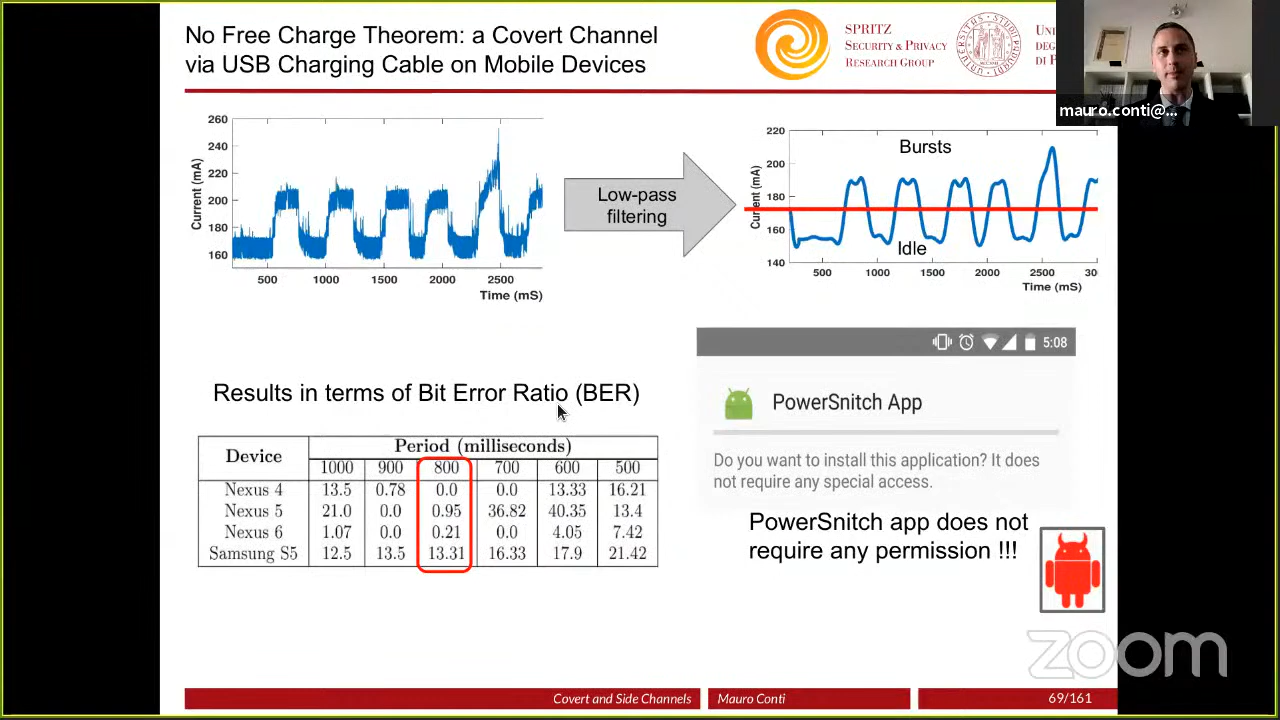 No Free Charge Theorem: a Covert Channel
via USB Charging Cable on Mobile Devices
SPRITZ
SECURITY & PRIVACY
RESEARCH GROUP
UNI
DEG
DI P
mauro.conti@...
260
240
220
200
180
160
Current (mA)
500
1000
1500
2000
2500
Time (mS)
Low-pass
filtering
220
200
180
160
140
Current (mA)
Bursts
Idle
500
1000
1500
2000
2500
30
Time (mS)
Results in terms of Bit Error Ratio (BER)
Device Period (milliseconds)
1000 900 800 700 600 500
Nexus 4 13.5 0.78 0.0 0.0 13.33 16.21
Nexus 5 21.0 0.0 0.95 36.82 40.35 13.4
Nexus 6 1.07 0.0 0.21 0.0 4.05 7.42
Samsung S5 12.5 13.5 13.31 16.33 17.9 21.42
5:08
PowerSnitch App
Do you want to install this application? It does
not require any special access.
PowerSnitch app does not
require any permission !!!
zoom
Covert and Side Channels
Mauro Conti
69/161